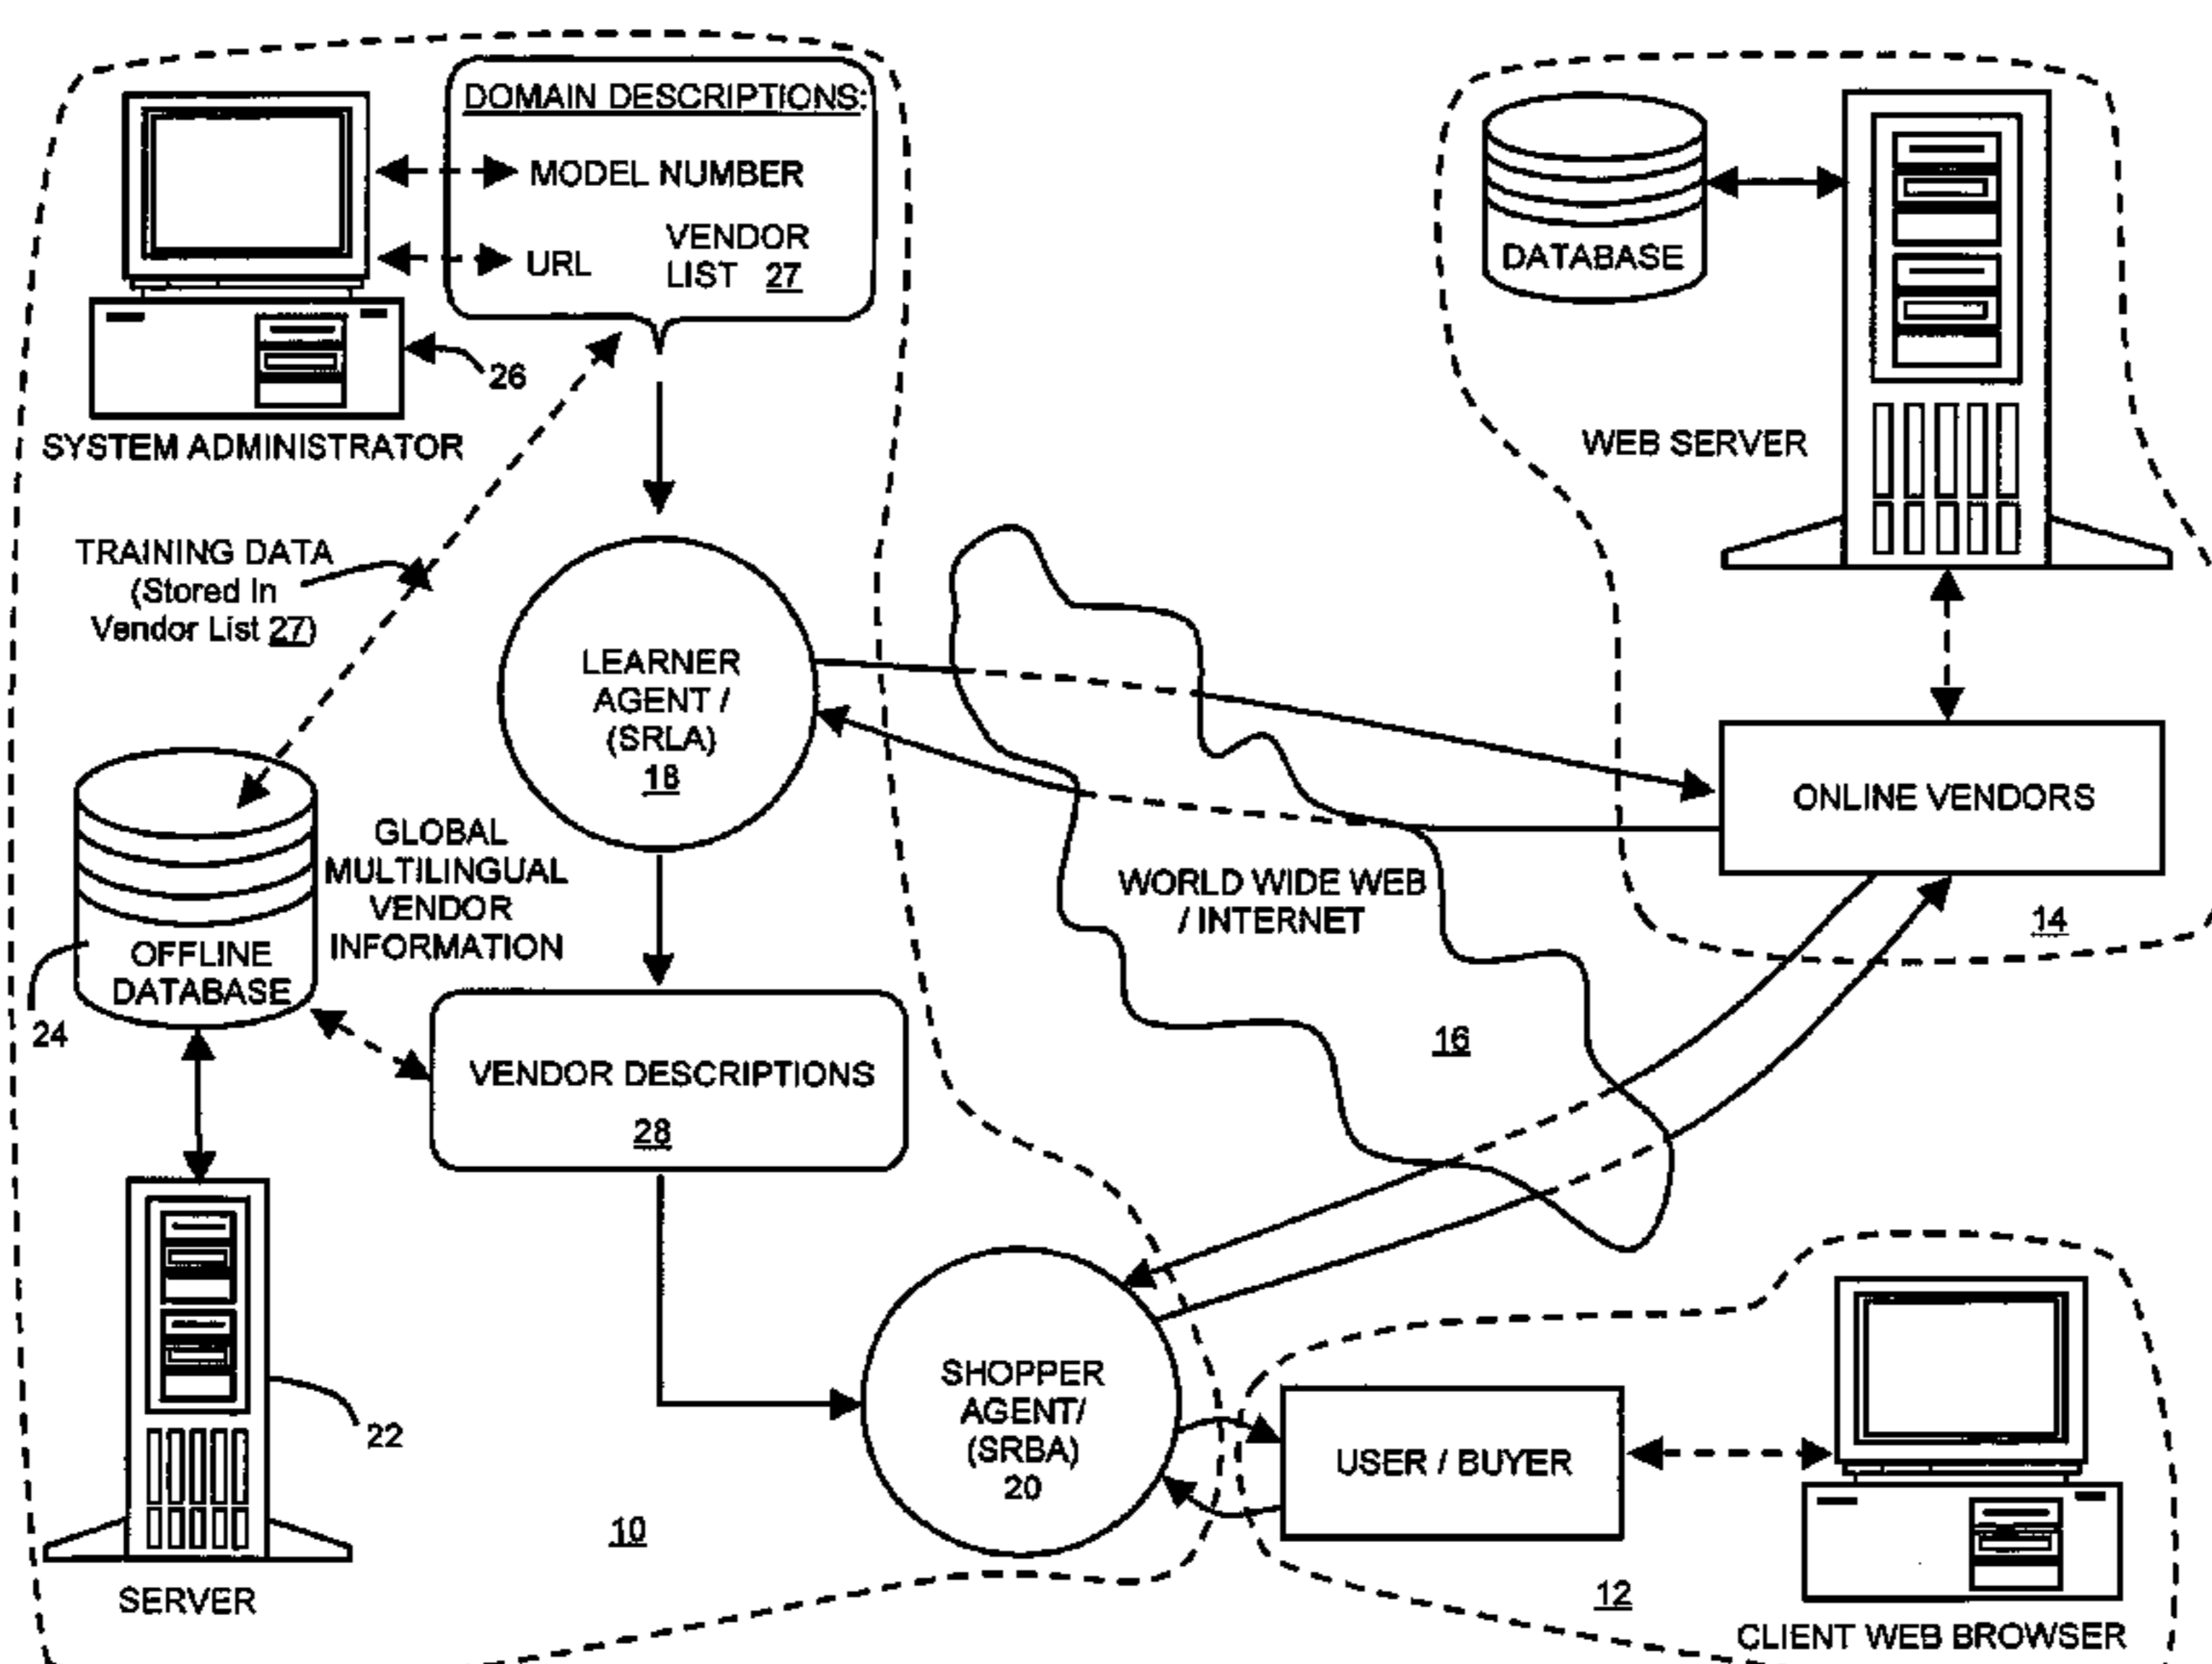 DOMAIN DESCRIPTIONS:
MODEL NUMBER
URL
VENDOR
LIST 27
26
SYSTEM ADMINISTRATOR
TRAINING DATA
(Stored In
Vendor List 27)
LEARNER
AGENT /
(SRLA)
18
GLOBAL
MULTILINGUAL
VENDOR
INFORMATION
OFFLINE
DATABASE
24
VENDOR DESCRIPTIONS
28
22
SERVER
10
SHOPPER
AGENT/
(SRBA)
20
DATABASE
WEB SERVER
ONLINE VENDORS
14
WORLD WIDE WEB
/ INTERNET
16
USER / BUYER
12
CLIENT WEB BROWSER